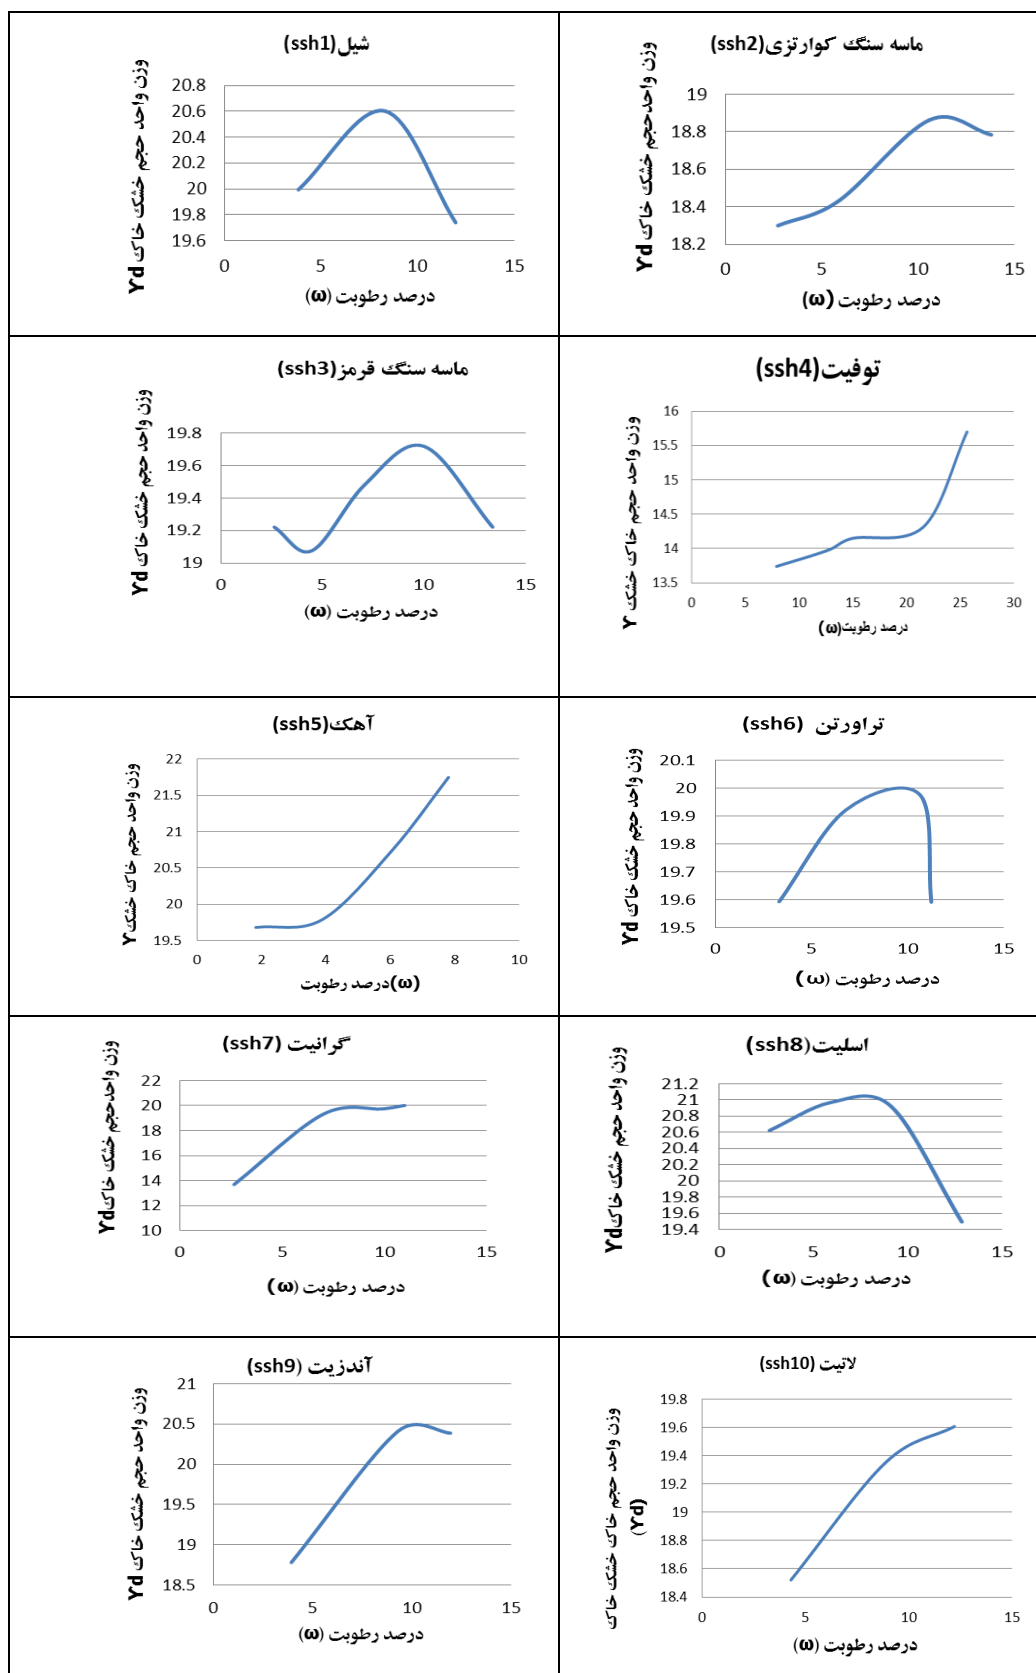 شیل(ssh1)
وزن واحد حجم خشک خاک ϒd
20.8
20.6
20.4
20.2
20
19.8
19.6
0 5 10 15
درصد رطوبت (ω)
ماسه سنگ کوارتزی(ssh2)
وزن واحدحجم خشک خاک ϒd
19
18.8
18.6
18.4
18.2
0 5 10 15
درصد رطوبت (ω)
ماسه سنگ قرمز(ssh3)
وزن واحد حجم خشک خاک ϒd
19.8
19.6
19.4
19.2
19
0 5 10 15
درصد رطوبت (ω)
توفیت(ssh4)
وزن واحد حجم خاک خشک ϒ
16
15.5
15
14.5
14
13.5
0 5 10 15 20 25 30
درصد رطوبت(ω)
آهک(ssh5)
وزن واحد حجم خاک خشکϒ
22
21.5
21
20.5
20
19.5
0 2 4 6 8 10
درصد رطوبت(ω)
تراورتن (ssh6)
وزن واحد حجم خشک خاک ϒd
20.1
20
19.9
19.8
19.7
19.6
19.5
0 5 10 15
درصد رطوبت (ω)
گرانیت (ssh7)
وزن واحدحجم خشک خاکϒd
22
20
18
16
14
12
10
0 5 10 15
درصد رطوبت (ω)
اسلیت(ssh8)
وزن واحدحجم خشک خاکϒd
21.2
21
20.8
20.6
20.4
20.2
20
19.8
19.6
19.4
0 5 10 15
درصد رطوبت (ω)
آندزیت (ssh9)
وزن واحد حجم خشک خاک ϒd
21
20.5
20
19.5
19
18.5
0 5 10 15
درصد رطوبت (ω)
لاتیت (ssh10)
وزن واحد حجم خاک خشک خاک
(ϒd)
19.8
19.6
19.4
19.2
19
18.8
18.6
18.4
0 5 10 15
درصد رطوبت (ω)